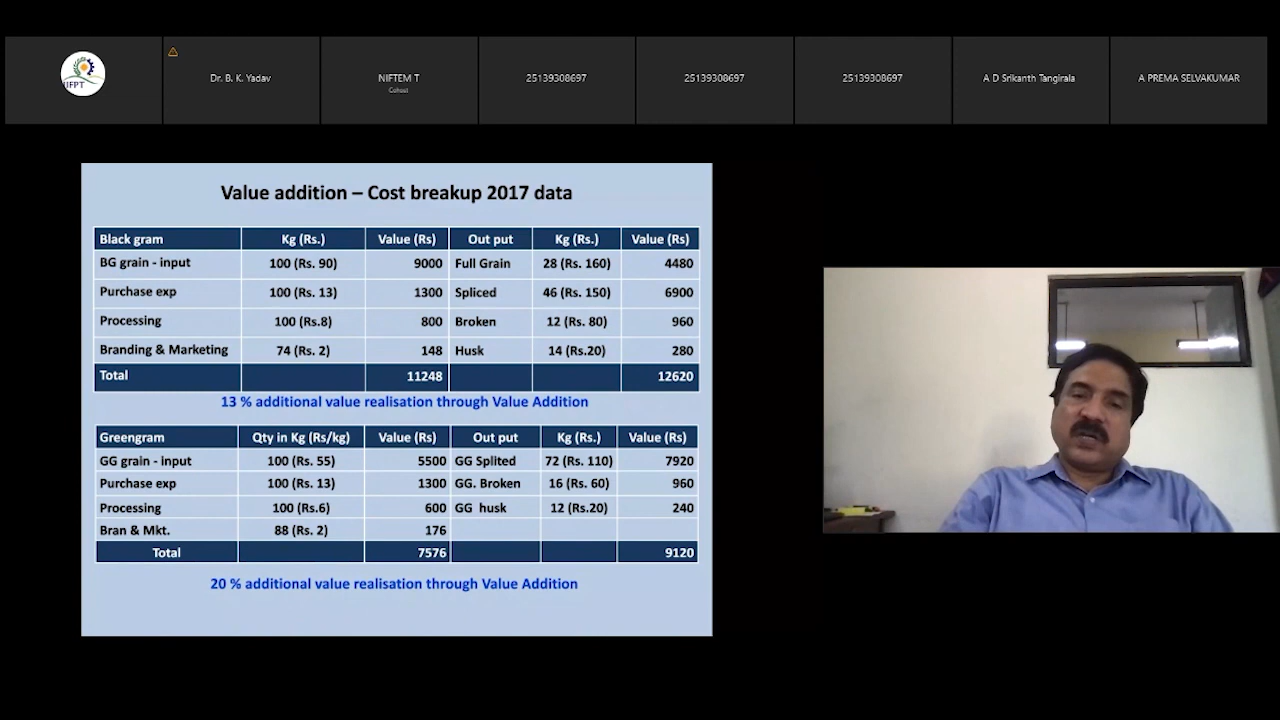 IIFPT
Dr. B. K. Yadav
NIFTEM T
Cohost
25139308697
25139308697
25139308697
A D Srikanth Tangirala
A PREMA SELVAKUMAR
Value addition – Cost breakup 2017 data
Black gram Kg (Rs.) Value (Rs) Out put Kg (Rs.) Value (Rs)
BG grain - input 100 (Rs. 90) 9000 Full Grain 28 (Rs. 160) 4480
Purchase exp 100 (Rs. 13) 1300 Spliced 46 (Rs. 150) 6900
Processing 100 (Rs.8) 800 Broken 12 (Rs. 80) 960
Branding & Marketing 74 (Rs. 2) 148 Husk 14 (Rs.20) 280
Total 11248 12620
13 % additional value realisation through Value Addition
Greengram Qty in Kg (Rs/kg) Value (Rs) Out put Kg (Rs.) Value (Rs)
GG grain - input 100 (Rs. 55) 5500 GG Splited 72 (Rs. 110) 7920
Purchase exp 100 (Rs. 13) 1300 GG. Broken 16 (Rs. 60) 960
Processing 100 (Rs.6) 600 GG husk 12 (Rs.20) 240
Bran & Mkt. 88 (Rs. 2) 176
Total 7576 9120
20 % additional value realisation through Value Addition